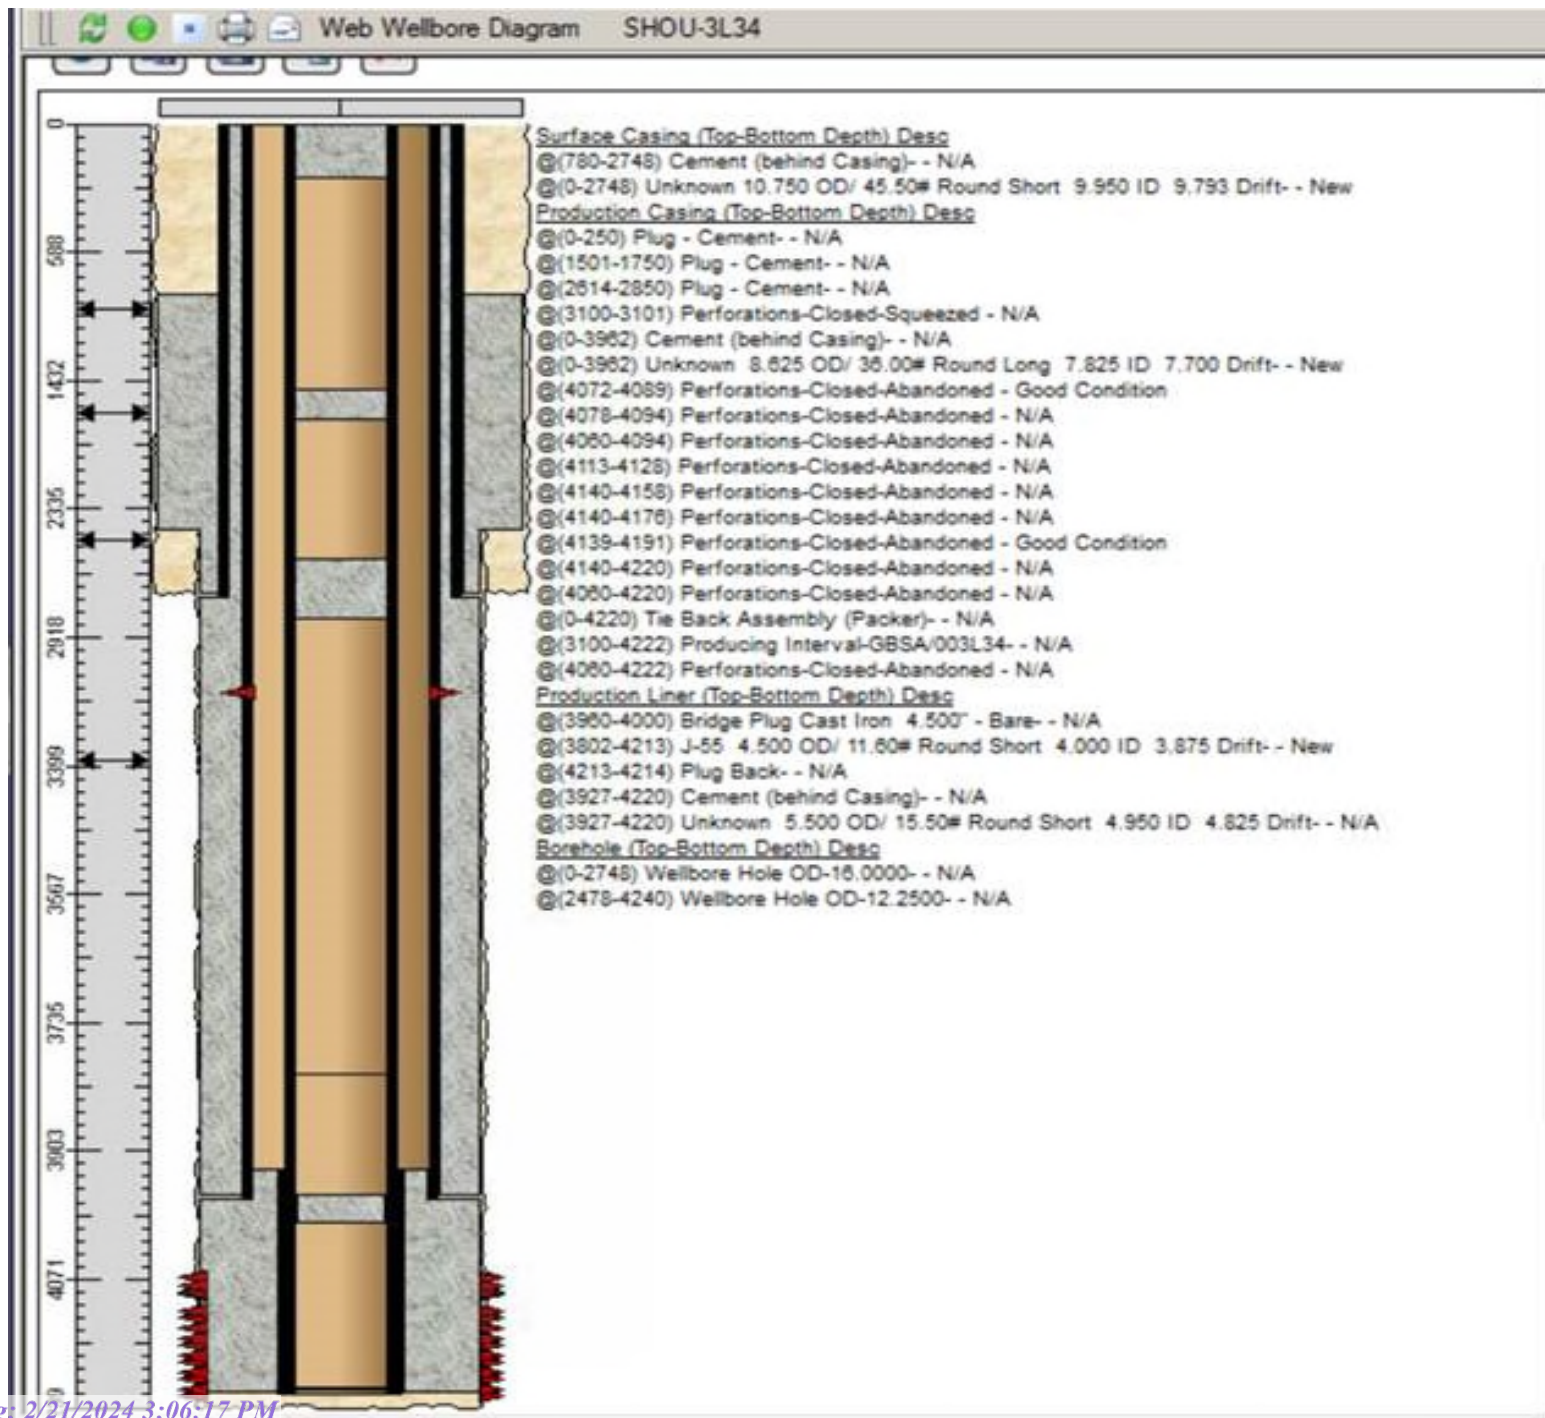 Web Wellbore Diagram SHOU-3L34
Surface Casing (Top-Bottom Depth) Desc
@(780-2748) Cement (behind Casing)- - N/A
@(0-2748) Unknown 10.750 OD/ 45.50# Round Short 9.950 ID 9.793 Drift- - New
Production Casing (Top-Bottom Depth) Desc
@(0-250) Plug - Cement- - N/A
@(1501-1750) Plug - Cement- - N/A
@(2614-2850) Plug - Cement- - N/A
@(3100-3101) Perforations-Closed-Squeezed - N/A
@(0-3962) Cement (behind Casing)- - N/A
@(0-3962) Unknown 8.625 OD/ 36.00# Round Long 7.825 ID 7.700 Drift- - New
@(4072-4089) Perforations-Closed-Abandoned - Good Condition
@(4078-4094) Perforations-Closed-Abandoned - N/A
@(4060-4094) Perforations-Closed-Abandoned - N/A
@(4113-4128) Perforations-Closed-Abandoned - N/A
@(4140-4158) Perforations-Closed-Abandoned - N/A
@(4140-4176) Perforations-Closed-Abandoned - N/A
@(4139-4191) Perforations-Closed-Abandoned - Good Condition
@(4140-4220) Perforations-Closed-Abandoned - N/A
@(4060-4220) Perforations-Closed-Abandoned - N/A
@(0-4220) Tie Back Assembly (Packer)- - N/A
@(3100-4222) Producing Interval-GBSA/003L34- - N/A
@(4060-4222) Perforations-Closed-Abandoned - N/A
Production Liner (Top-Bottom Depth) Desc
@(3960-4000) Bridge Plug Cast Iron 4.500" - Bare- - N/A
@(3802-4213) J-55 4.500 OD/ 11.60# Round Short 4.000 ID 3.875 Drift- - New
@(4213-4214) Plug Back- - N/A
@(3927-4220) Cement (behind Casing)- - N/A
@(3927-4220) Unknown 5.500 OD/ 15.50# Round Short 4.950 ID 4.825 Drift- - N/A
Borehole (Top-Bottom Depth) Desc
@(0-2748) Wellbore Hole OD-16.0000- - N/A
@(2478-4240) Wellbore Hole OD-12.2500- - N/A
0
588
1432
2335
2918
3399
3567
3735
3903
4071
g: 2/21/2024 3:06:17 PM